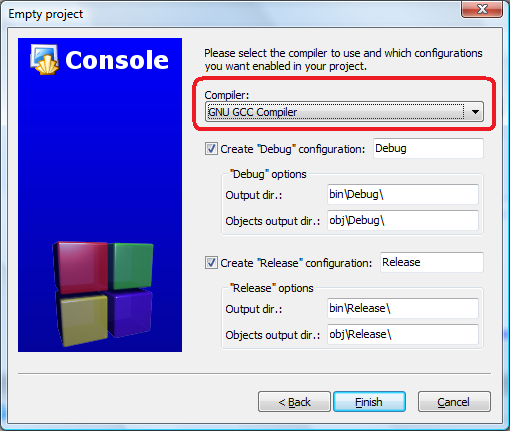 Empty project
Console
Please select the compiler to use and which configurations
you want enabled in your project.
Compiler:
GNU GCC Compiler
Create "Debug" configuration: Debug
"Debug" options
Output dir.: bin\Debug\
Objects output dir.: obj\Debug\
Create "Release" configuration: Release
"Release" options
Output dir.: bin\Release\
Objects output dir.: obj\Release\
< Back Finish Cancel